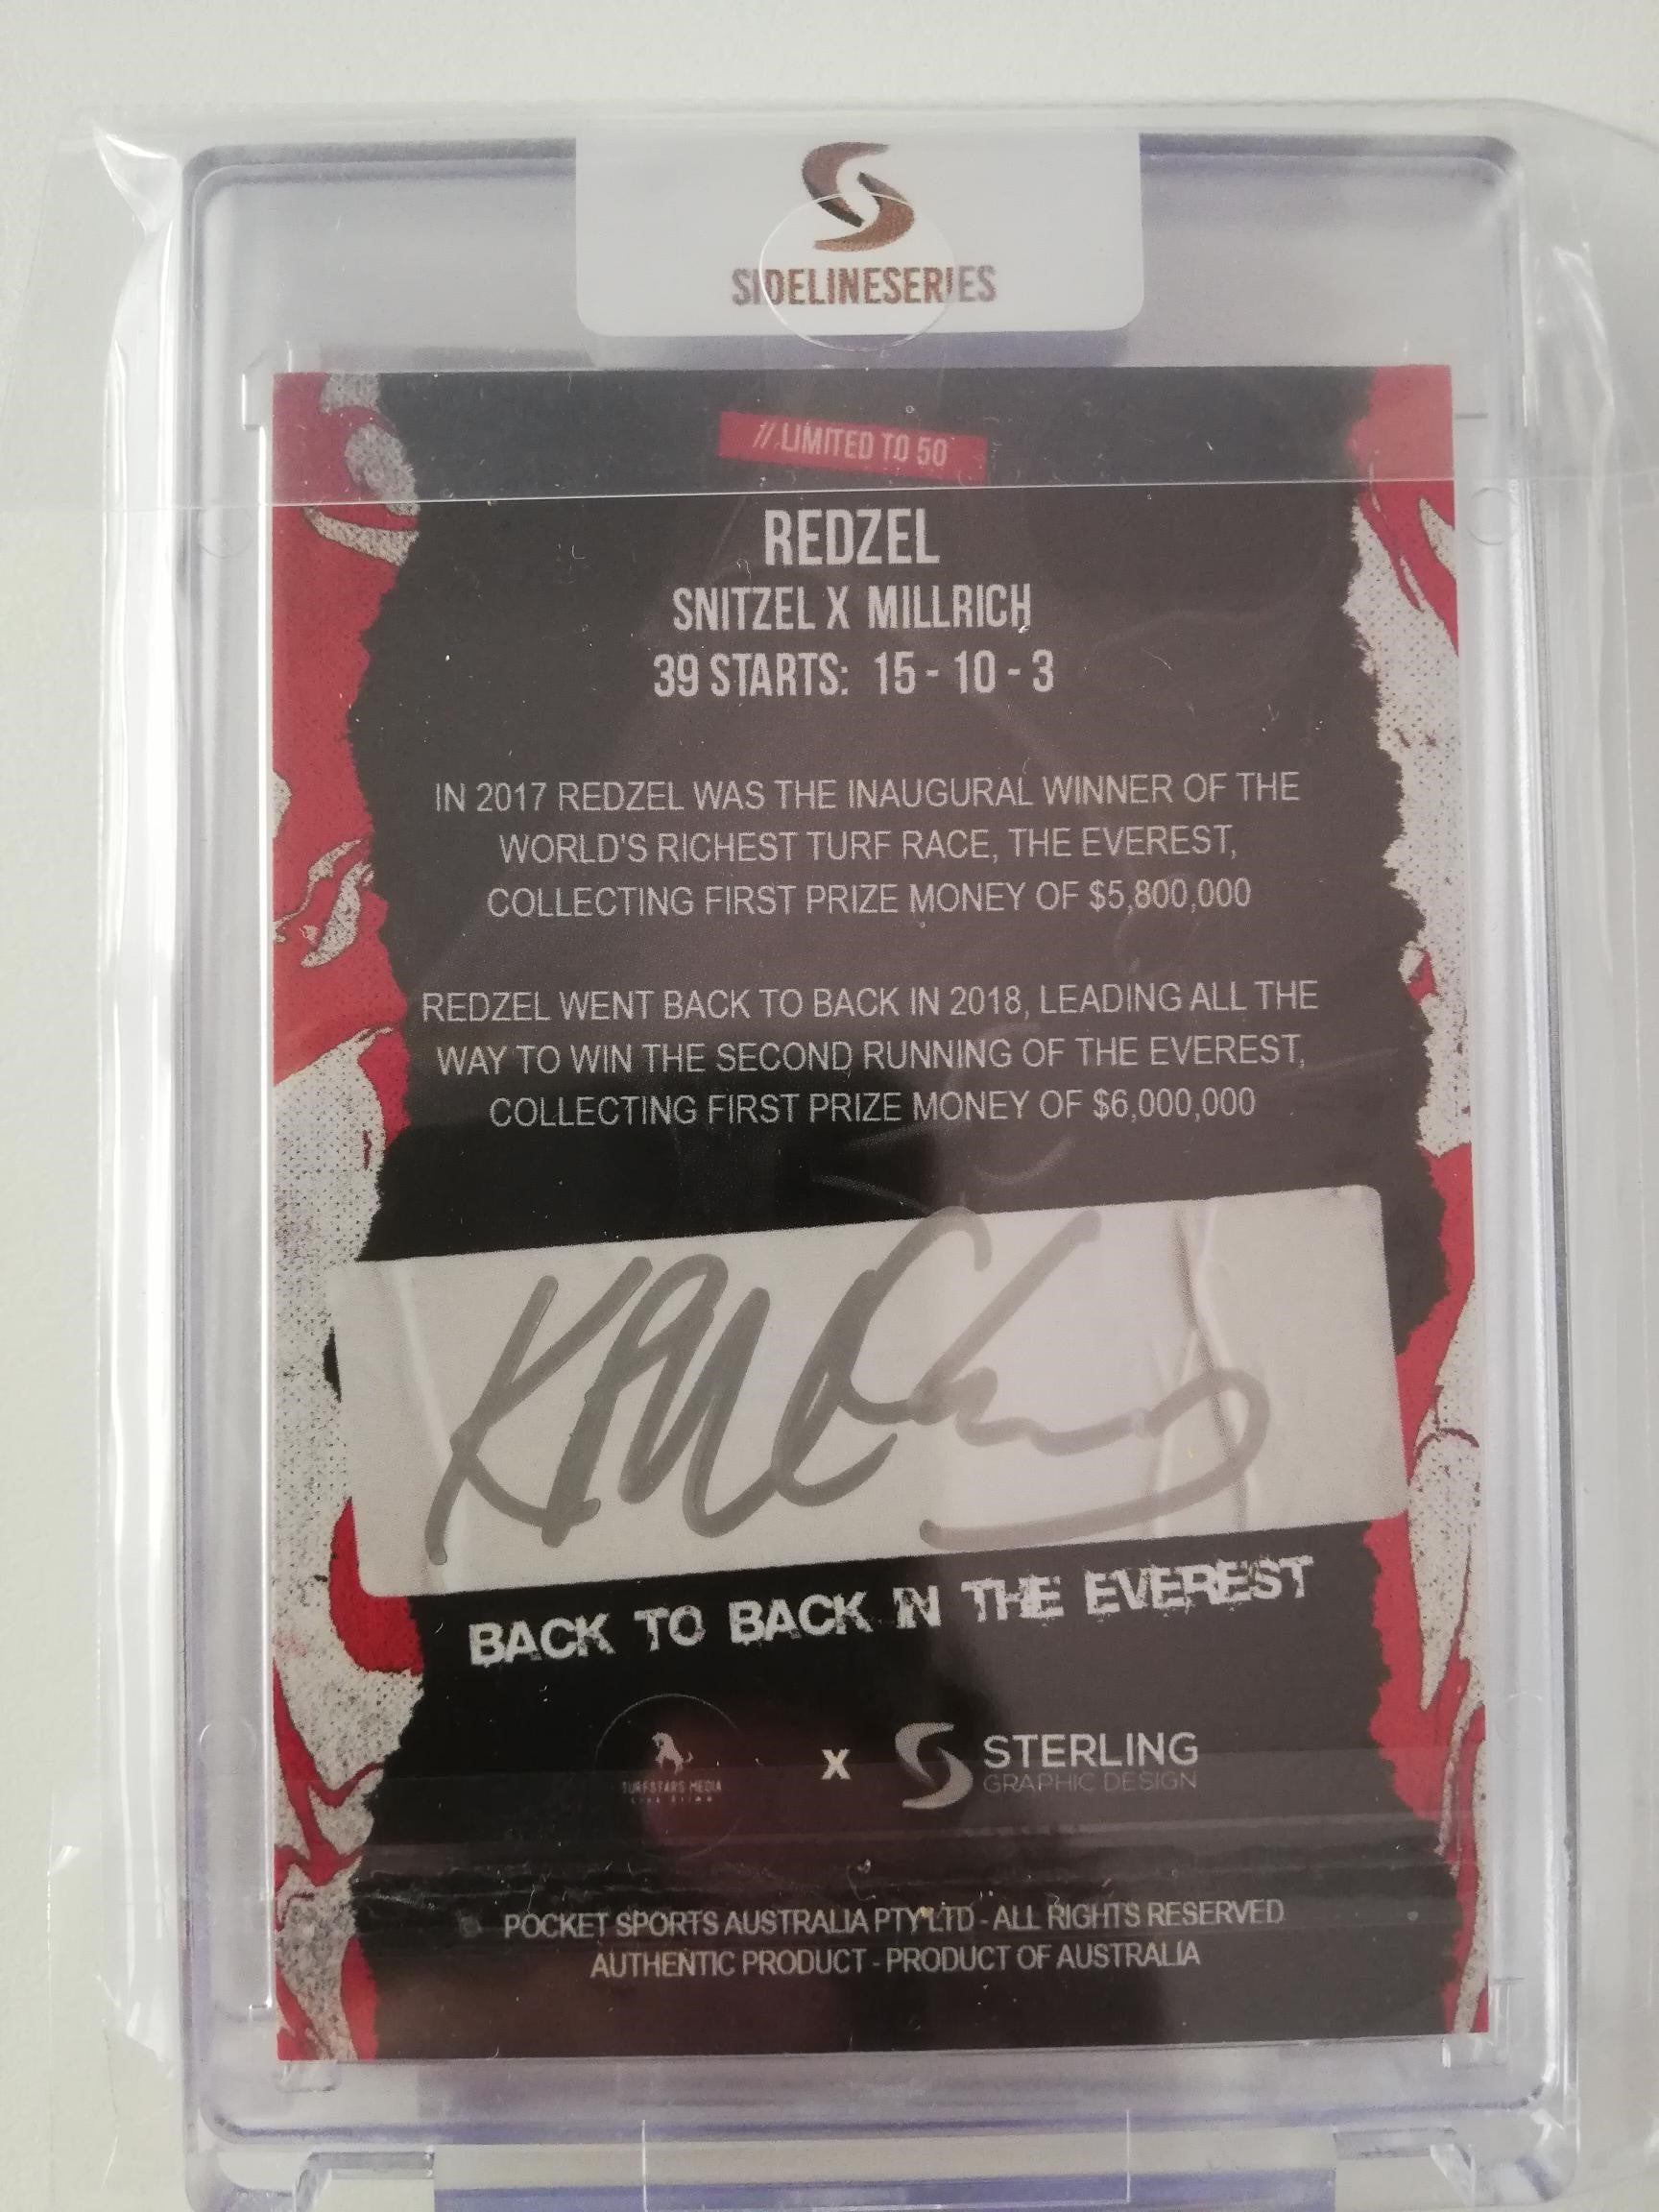 SIDELINESERIES
// LIMITED TO 50
REDZEL
SNITZEL X MILLRICH
39 STARTS: 15 - 10 - 3
IN 2017 REDZEL WAS THE INAUGURAL WINNER OF THE
WORLD'S RICHEST TURF RACE, THE EVEREST,
COLLECTING FIRST PRIZE MONEY OF $5,800,000
REDZEL WENT BACK TO BACK IN 2018, LEADING ALL THE
WAY TO WIN THE SECOND RUNNING OF THE EVEREST,
COLLECTING FIRST PRIZE MONEY OF $6,000,000
BACK TO BACK IN THE EVEREST
TURFSTARS MEDIA
X
STERLING
GRAPHIC DESIGN
POCKET SPORTS AUSTRALIA PTY LTD - ALL RIGHTS RESERVED
AUTHENTIC PRODUCT - PRODUCT OF AUSTRALIA